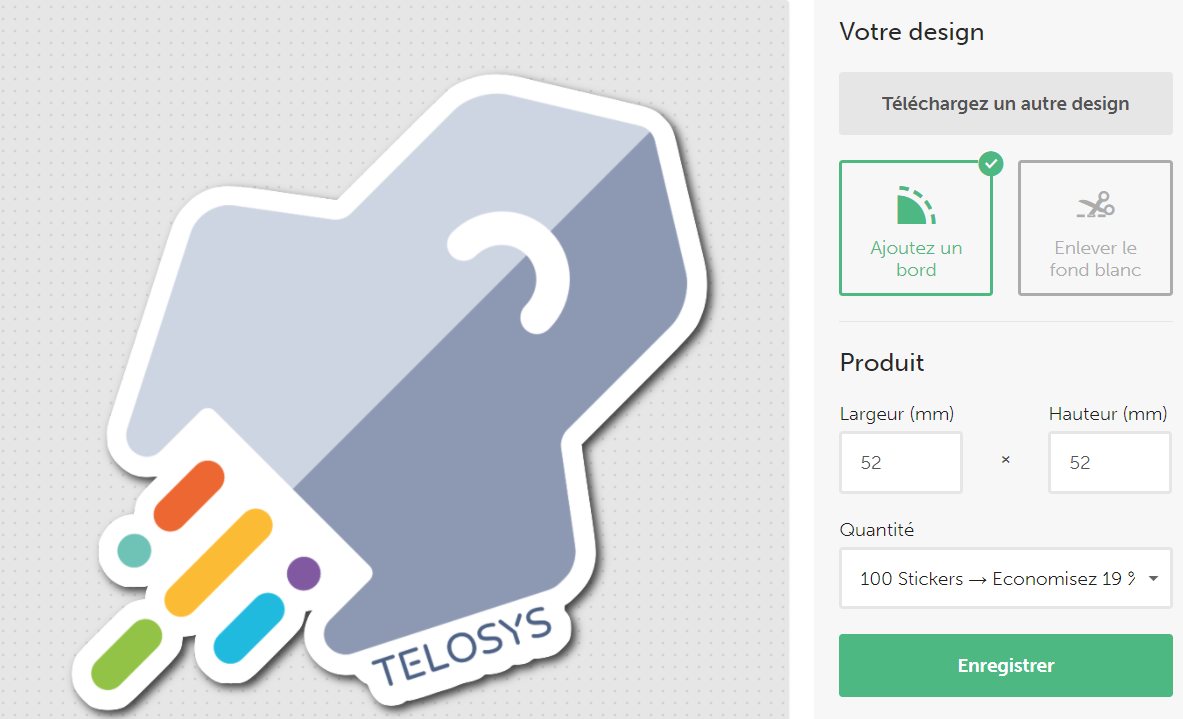 TELOSYS
Votre design
Téléchargez un autre design
Ajoutez un
bord
Enlever le
fond blanc
Produit
Largeur (mm)
Hauteur (mm)
52
×
52
Quantité
100 Stickers → Economisez 19 %
Enregistrer